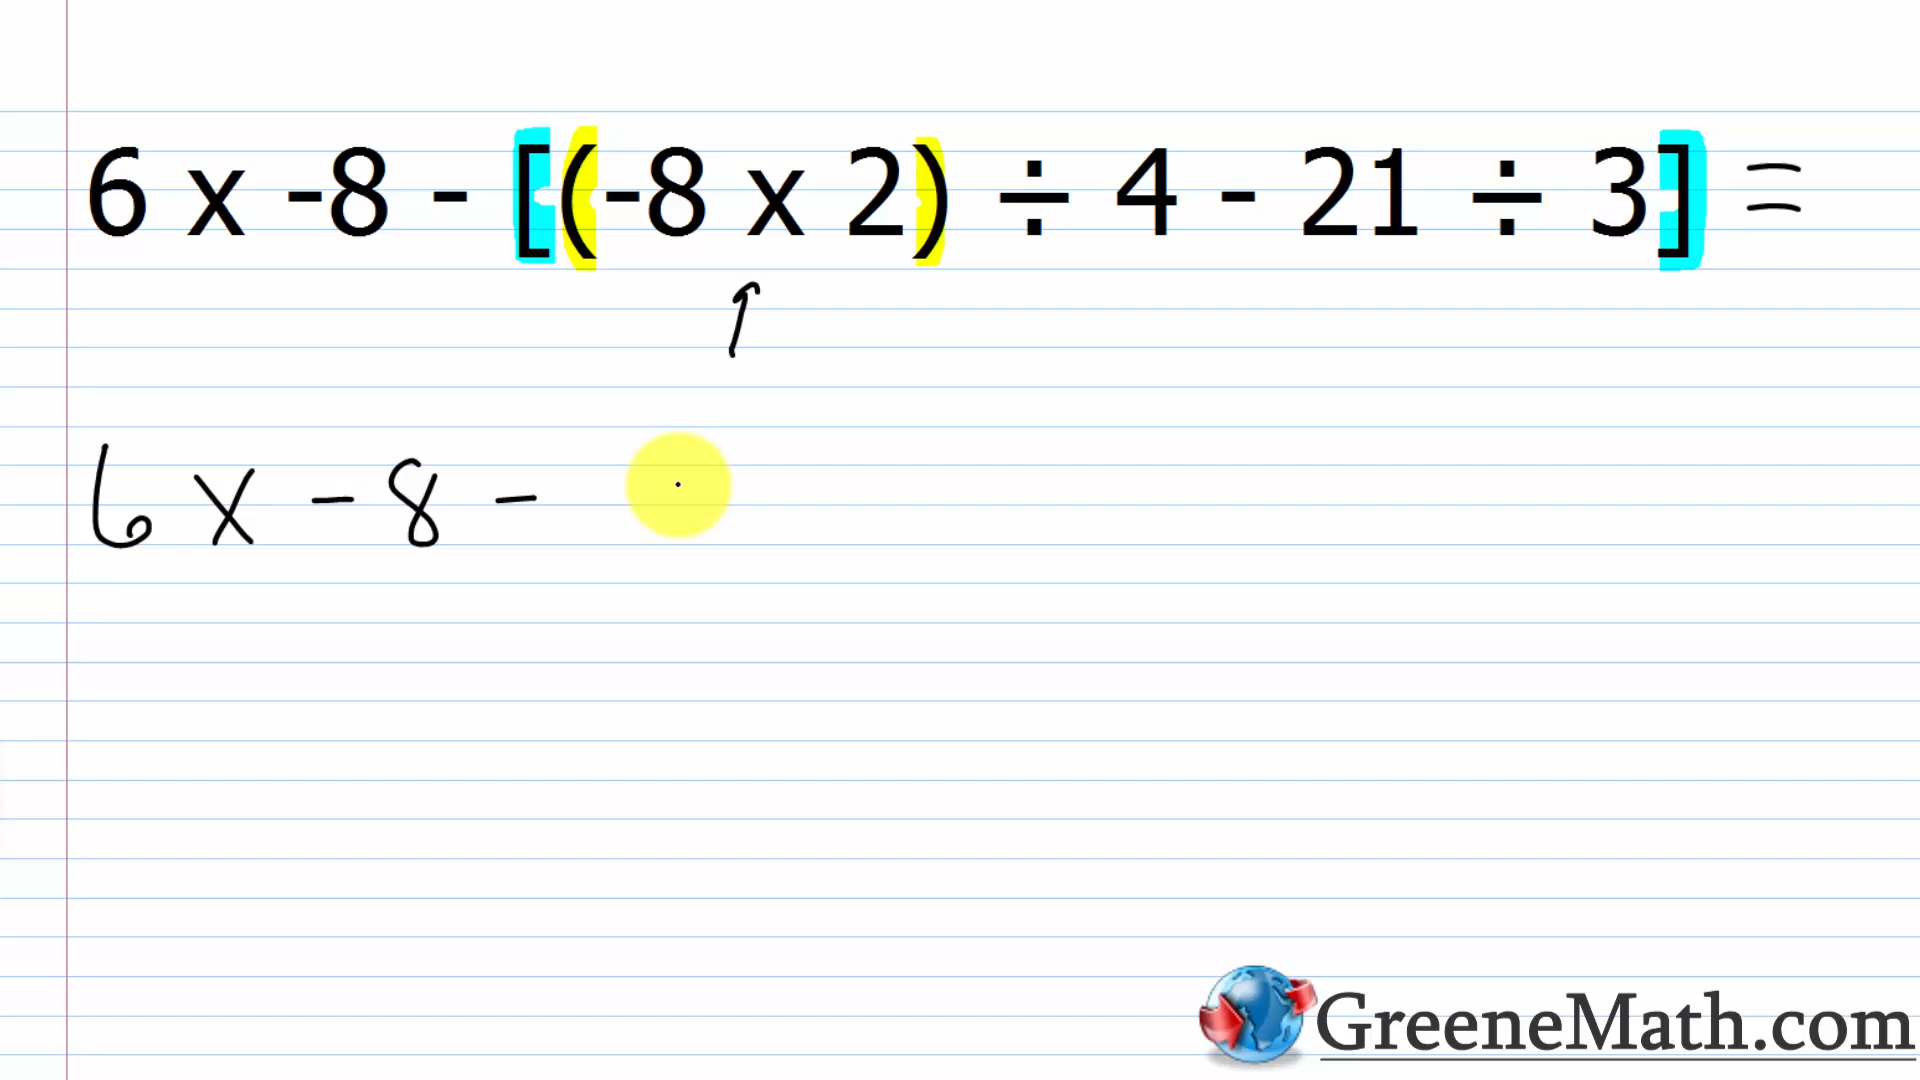 6 x -8 - [(-8 x 2) ÷ 4 - 21 ÷ 3] =
6 x - 8 -
GreeneMath.com